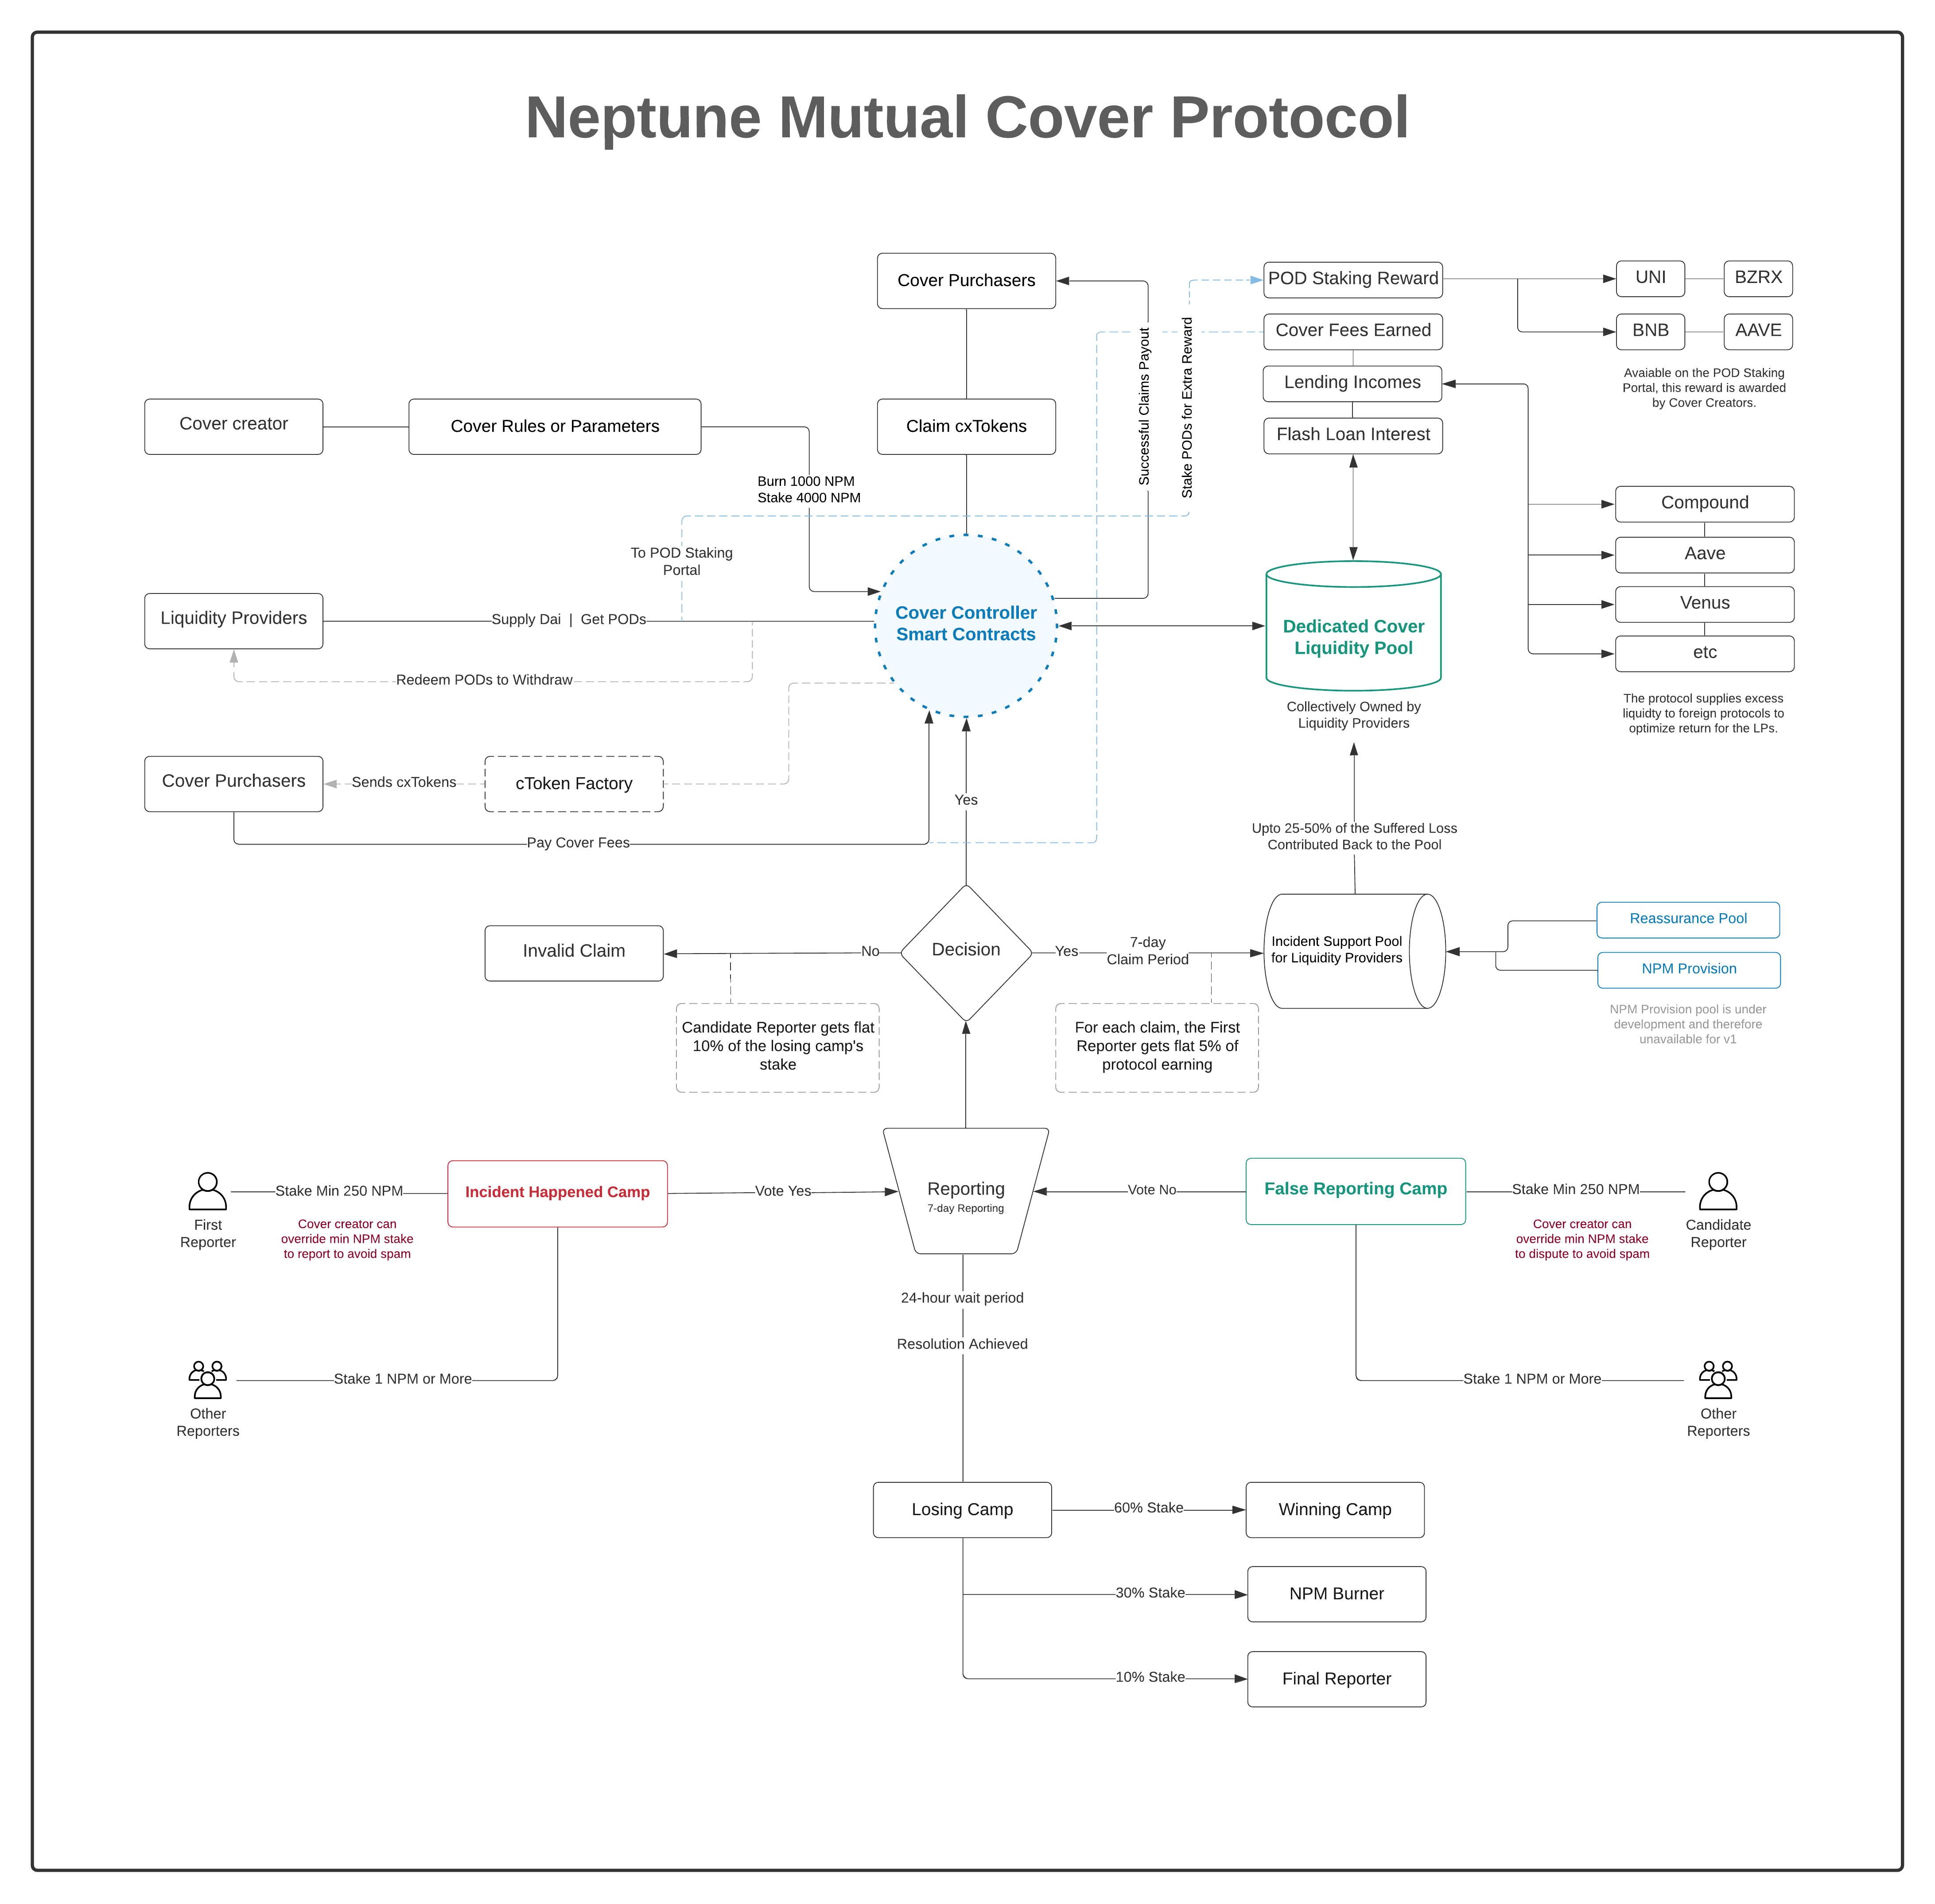 Neptune Mutual Cover Protocol
Cover Purchasers
POD Staking Reward
UNI
BZRX
Cover Fees Earned
BNB
AAVE
Avaiable on the POD Staking
Portal, this reward is awarded
by Cover Creators.
Lending Incomes
Flash Loan Interest
Successful Claims Payout
Stake PODs for Extra Reward
Cover creator
Cover Rules or Parameters
Claim cxTokens
Burn 1000 NPM
Stake 4000 NPM
Compound
Aave
Venus
etc
The protocol supplies excess
liquidty to foreign protocols to
optimize return for the LPs.
To POD Staking
Portal
Liquidity Providers
Supply Dai | Get PODs
Cover Controller
Smart Contracts
Dedicated Cover
Liquidity Pool
Collectively Owned by
Liquidity Providers
Redeem PODs to Withdraw
Cover Purchasers
Sends cxTokens
cToken Factory
Yes
Pay Cover Fees
Upto 25-50% of the Suffered Loss
Contributed Back to the Pool
Invalid Claim
No
Decision
Yes
7-day
Claim Period
Incident Support Pool
for Liquidity Providers
Reassurance Pool
NPM Provision
NPM Provision pool is under
development and therefore
unavailable for v1
Candidate Reporter gets flat
10% of the losing camp's
stake
For each claim, the First
Reporter gets flat 5% of
protocol earning
First
Reporter
Stake Min 250 NPM
Cover creator can
override min NPM stake
to report to avoid spam
Incident Happened Camp
Vote Yes
Reporting
7-day Reporting
Vote No
False Reporting Camp
Stake Min 250 NPM
Cover creator can
override min NPM stake
to dispute to avoid spam
Candidate
Reporter
24-hour wait period
Resolution Achieved
Other
Reporters
Stake 1 NPM or More
Stake 1 NPM or More
Other
Reporters
Losing Camp
60% Stake
Winning Camp
30% Stake
NPM Burner
10% Stake
Final Reporter